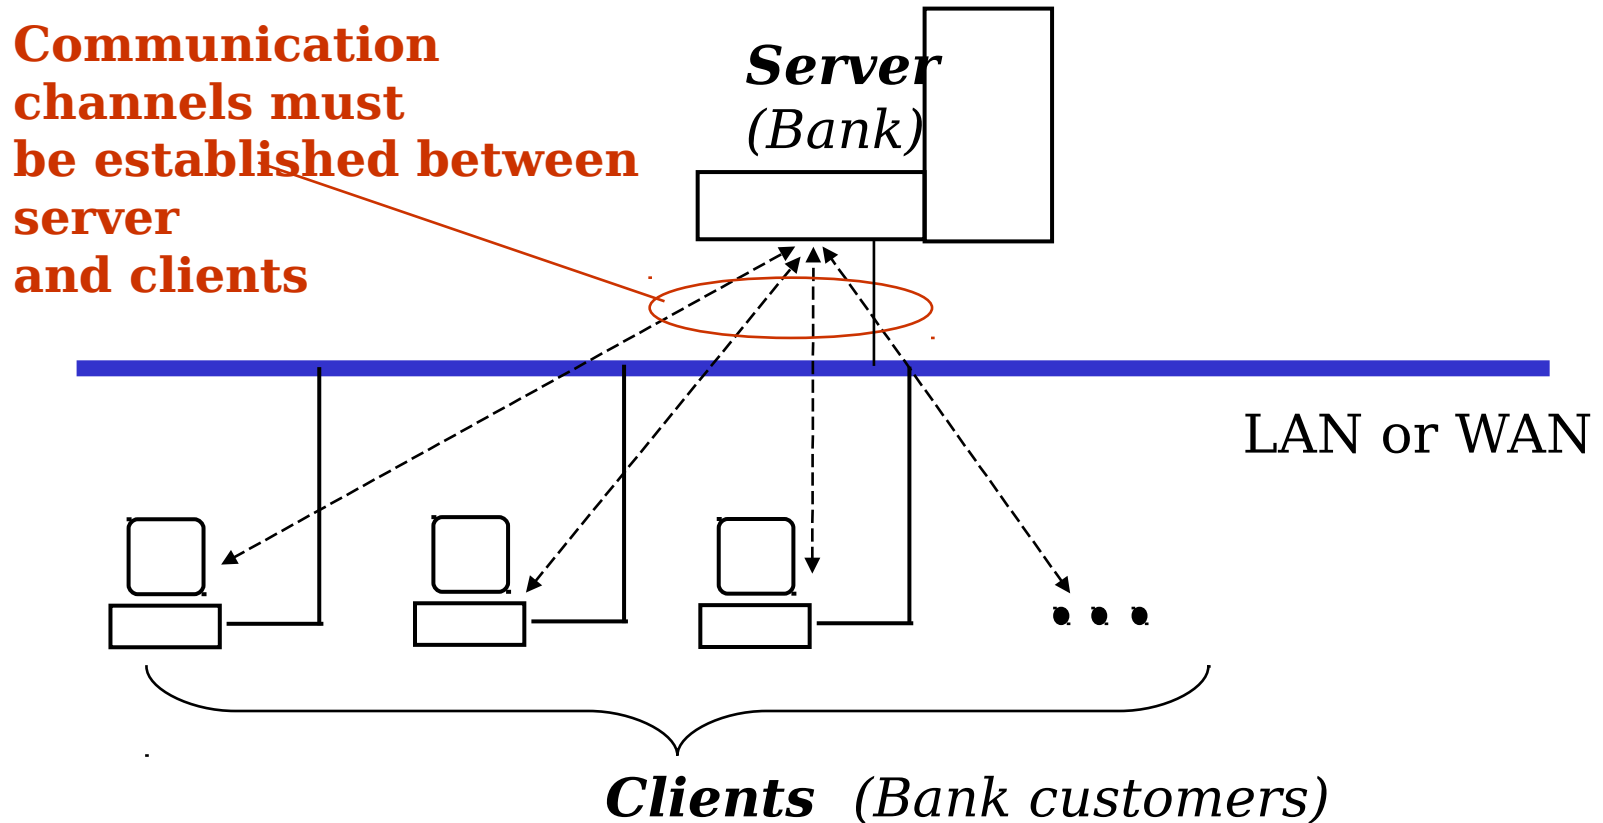 Communication
channels must
be established between
server
and clients
Server
(Bank)
LAN or WAN
Clients (Bank customers)